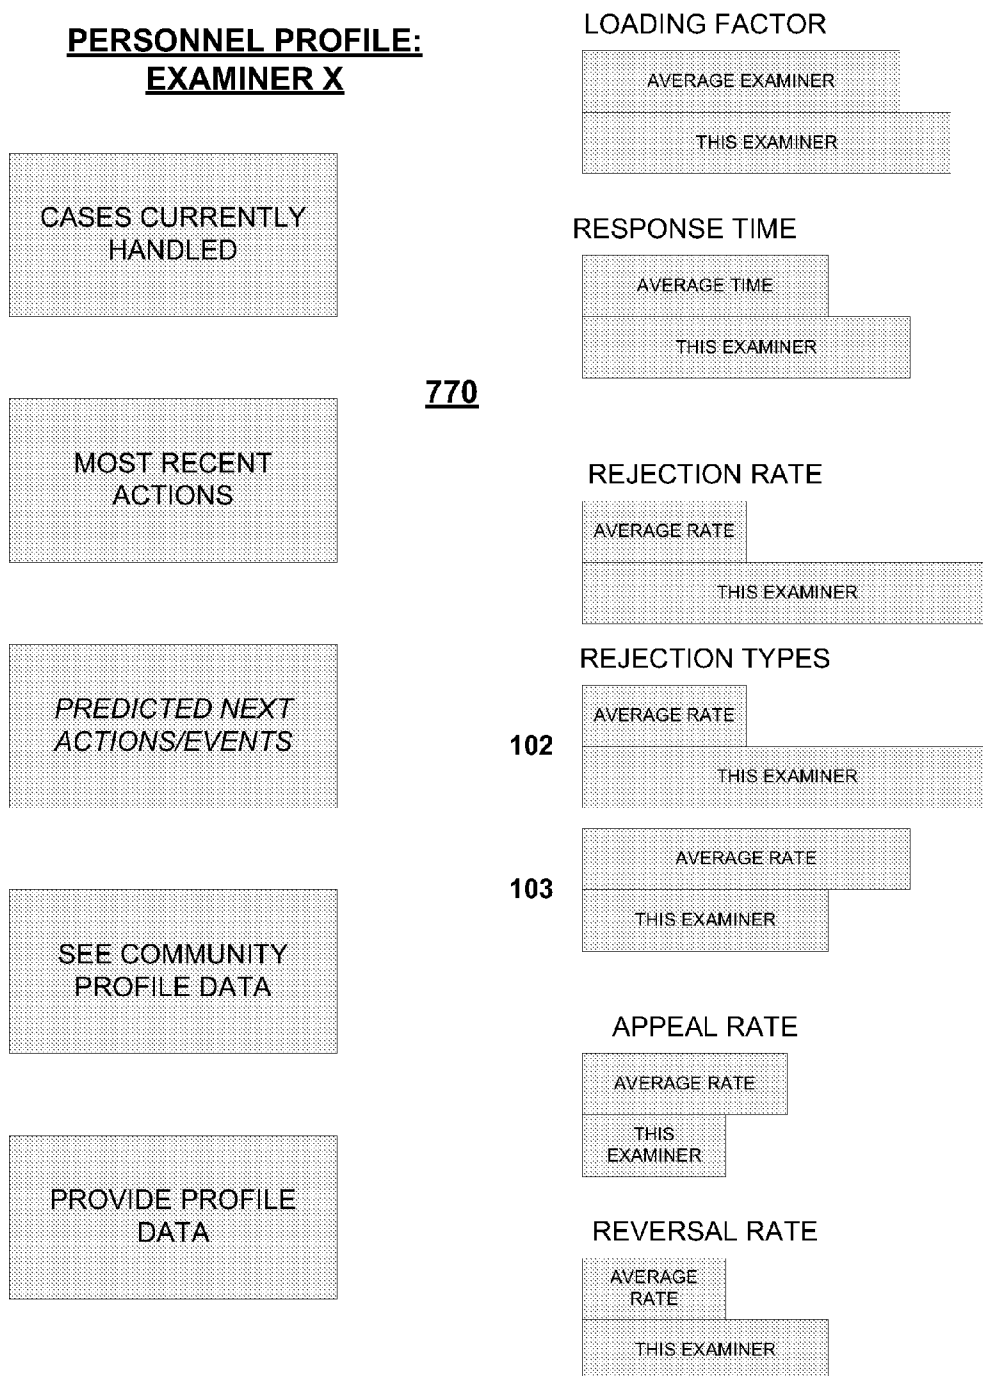 PERSONNEL PROFILE:
EXAMINER X
CASES CURRENTLY
HANDLED
MOST RECENT
ACTIONS
PREDICTED NEXT
ACTIONS/EVENTS
SEE COMMUNITY
PROFILE DATA
PROVIDE PROFILE
DATA
770
LOADING FACTOR
AVERAGE EXAMINER
THIS EXAMINER
RESPONSE TIME
AVERAGE TIME
THIS EXAMINER
REJECTION RATE
AVERAGE RATE
THIS EXAMINER
REJECTION TYPES
102
AVERAGE RATE
THIS EXAMINER
103
AVERAGE RATE
THIS EXAMINER
APPEAL RATE
AVERAGE RATE
THIS
EXAMINER
REVERSAL RATE
AVERAGE
RATE
THIS EXAMINER